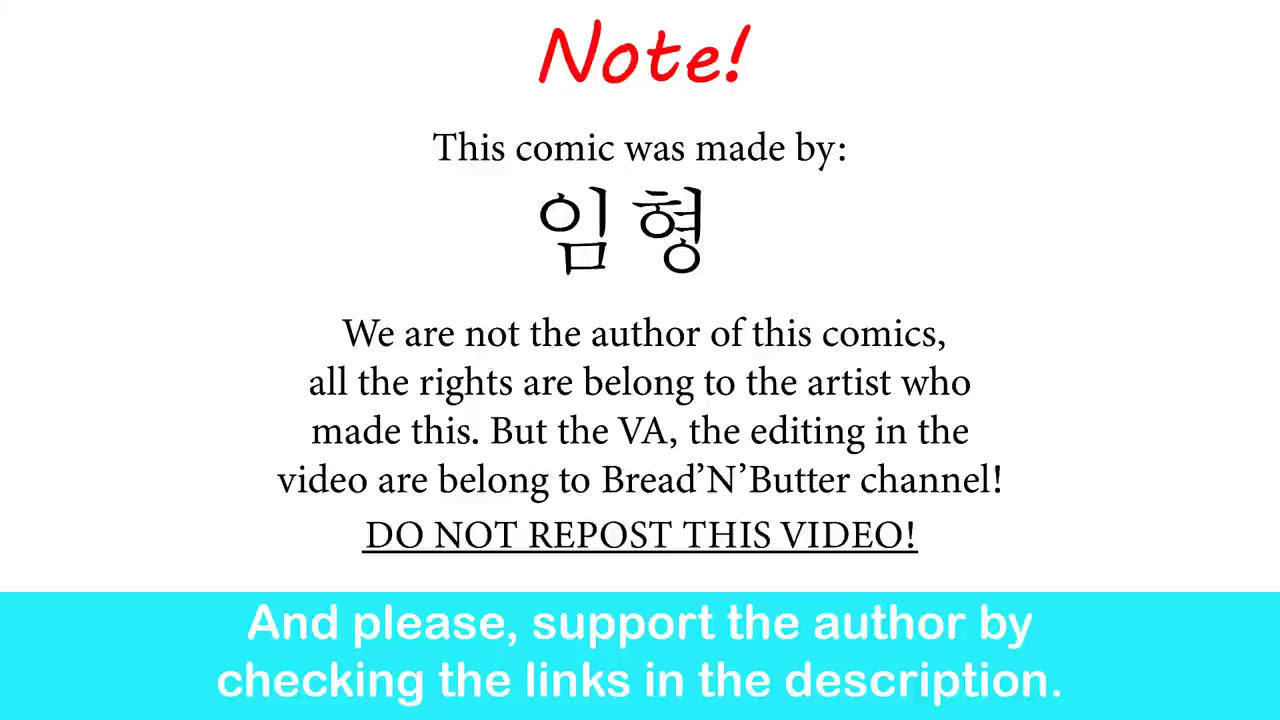 Note!
This comic was made by:
임형
We are not the author of this comics,
all the rights are belong to the artist who
made this. But the VA, the editing in the
video are belong to Bread’N’Butter channel!
DO NOT REPOST THIS VIDEO!
And please, support the author by
checking the links in the description.